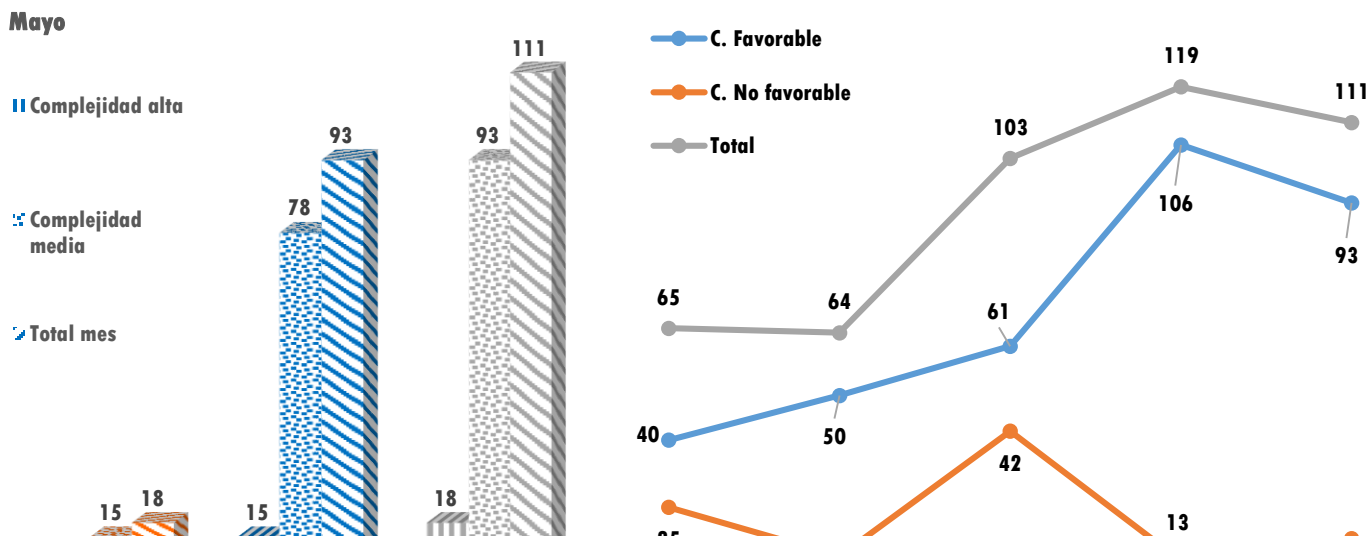 Mayo
Complejidad alta
Complejidad
media
Total mes
15
18
15
78
93
18
93
111
C. Favorable
C. No favorable
Total
65
64
103
119
111
40
50
61
106
93
42
13